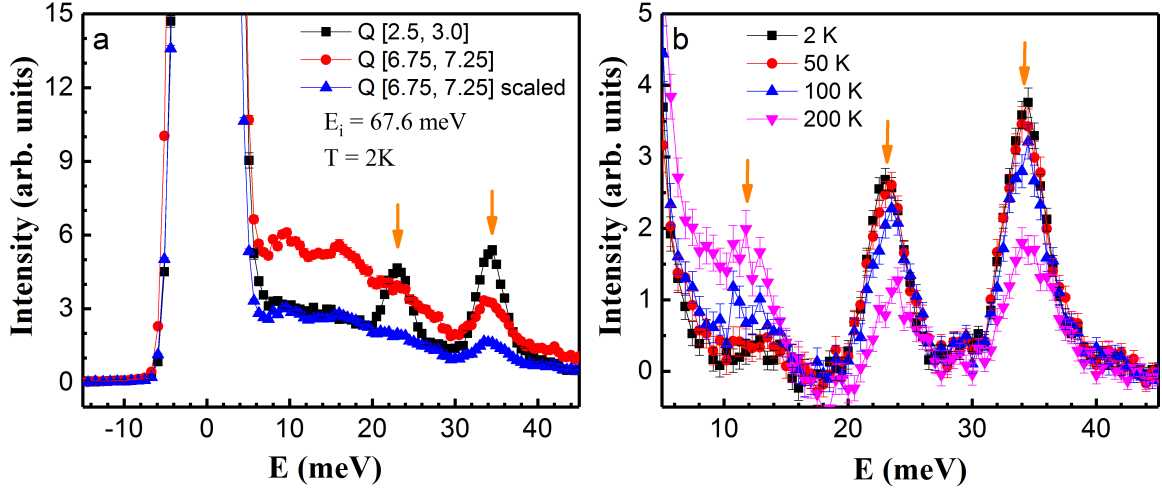 a
Q [2.5, 3.0]
Q [6.75, 7.25]
Q [6.75, 7.25] scaled
Ei = 67.6 meV
T = 2K
15
12
9
6
3
0
Intensity (arb. units)
-10 0 10 20 30 40
E (meV)
b
2 K
50 K
100 K
200 K
5
4
3
2
1
0
Intensity (arb. units)
10 20 30 40
E (meV)